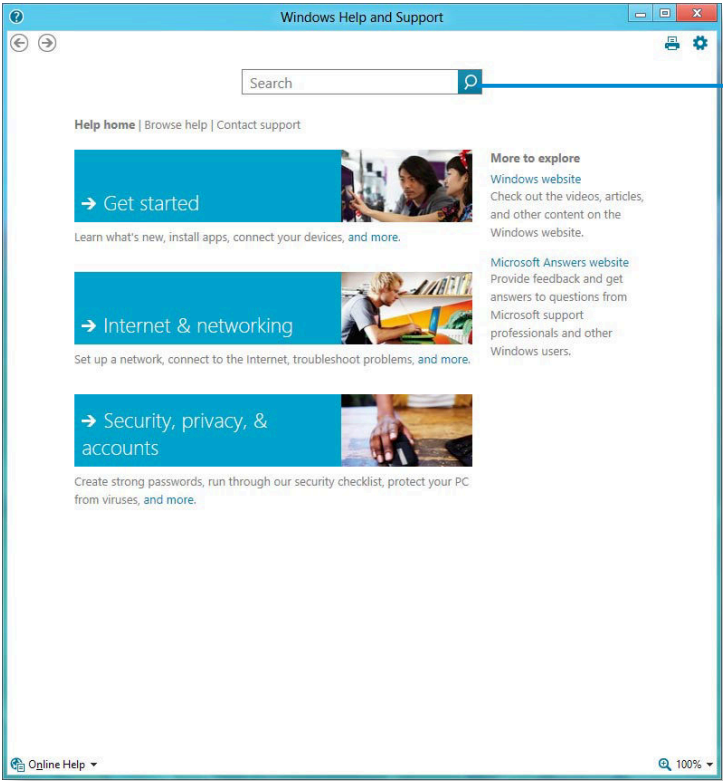 Windows Help and Support
Search
Help home | Browse help | Contact support
→ Get started
Learn what's new, install apps, connect your devices, and more.
→ Internet & networking
Set up a network, connect to the Internet, troubleshoot problems, and more.
→ Security, privacy, &
accounts
Create strong passwords, run through our security checklist, protect your PC
from viruses, and more.
More to explore
Windows website
Check out the videos, articles,
and other content on the
Windows website.
Microsoft Answers website
Provide feedback and get
answers to questions from
Microsoft support
professionals and other
Windows users.
Online Help
100%